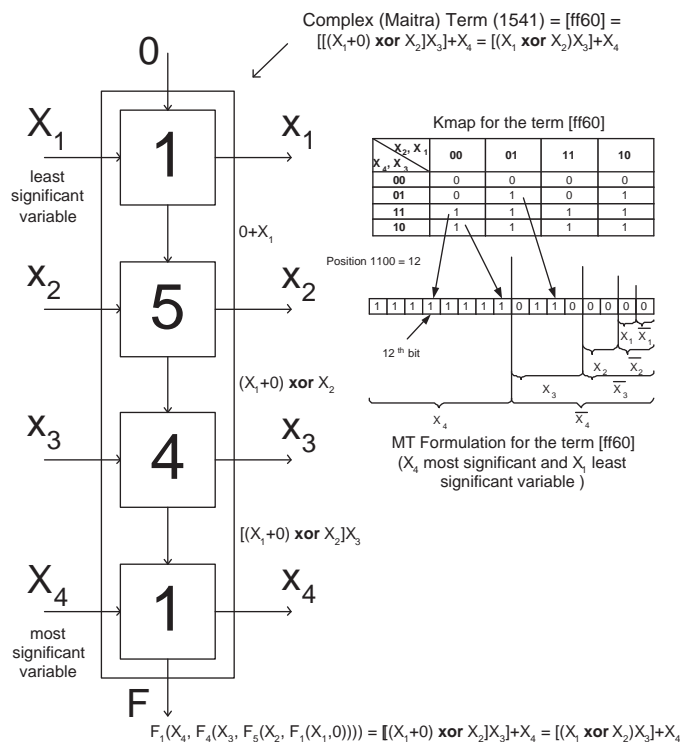 Complex (Maitra) Term (1541) = [ff60] =
[[(X₁+0) xor X₂]X₃]+X₄ = [(X₁ xor X₂)X₃]+X₄
0
X₁
1
x₁
least
significant
variable
0+X₁
x₂
5
x₂
(X₁+0) xor X₂
x₃
4
x₃
[(X₁+0) xor X₂]X₃
X₄
1
x₄
most
significant
variable
F
F₁(X₄, F₄(X₃, F₅(X₂, F₁(X₁,0)))) = [(X₁+0) xor X₂]X₃]+X₄ = [(X₁ xor X₂)X₃]+X₄
Kmap for the term [ff60]
X₂, X₁ 00 01 11 10
X₄, X₃
00 0 0 0 0
01 0 1 0 1
11 1 1 1 1
10 1 1 1 1
Position 1100 = 12
1 1 1 1 1 1 1 1 0 1 1 0 0 0 0 0
12 th bit
X₁ X̅₁
X₂ X̅₂
X₃ X̅₃
X₄ X̅₄
MT Formulation for the term [ff60]
(X₄ most significant and X₁ least
significant variable )